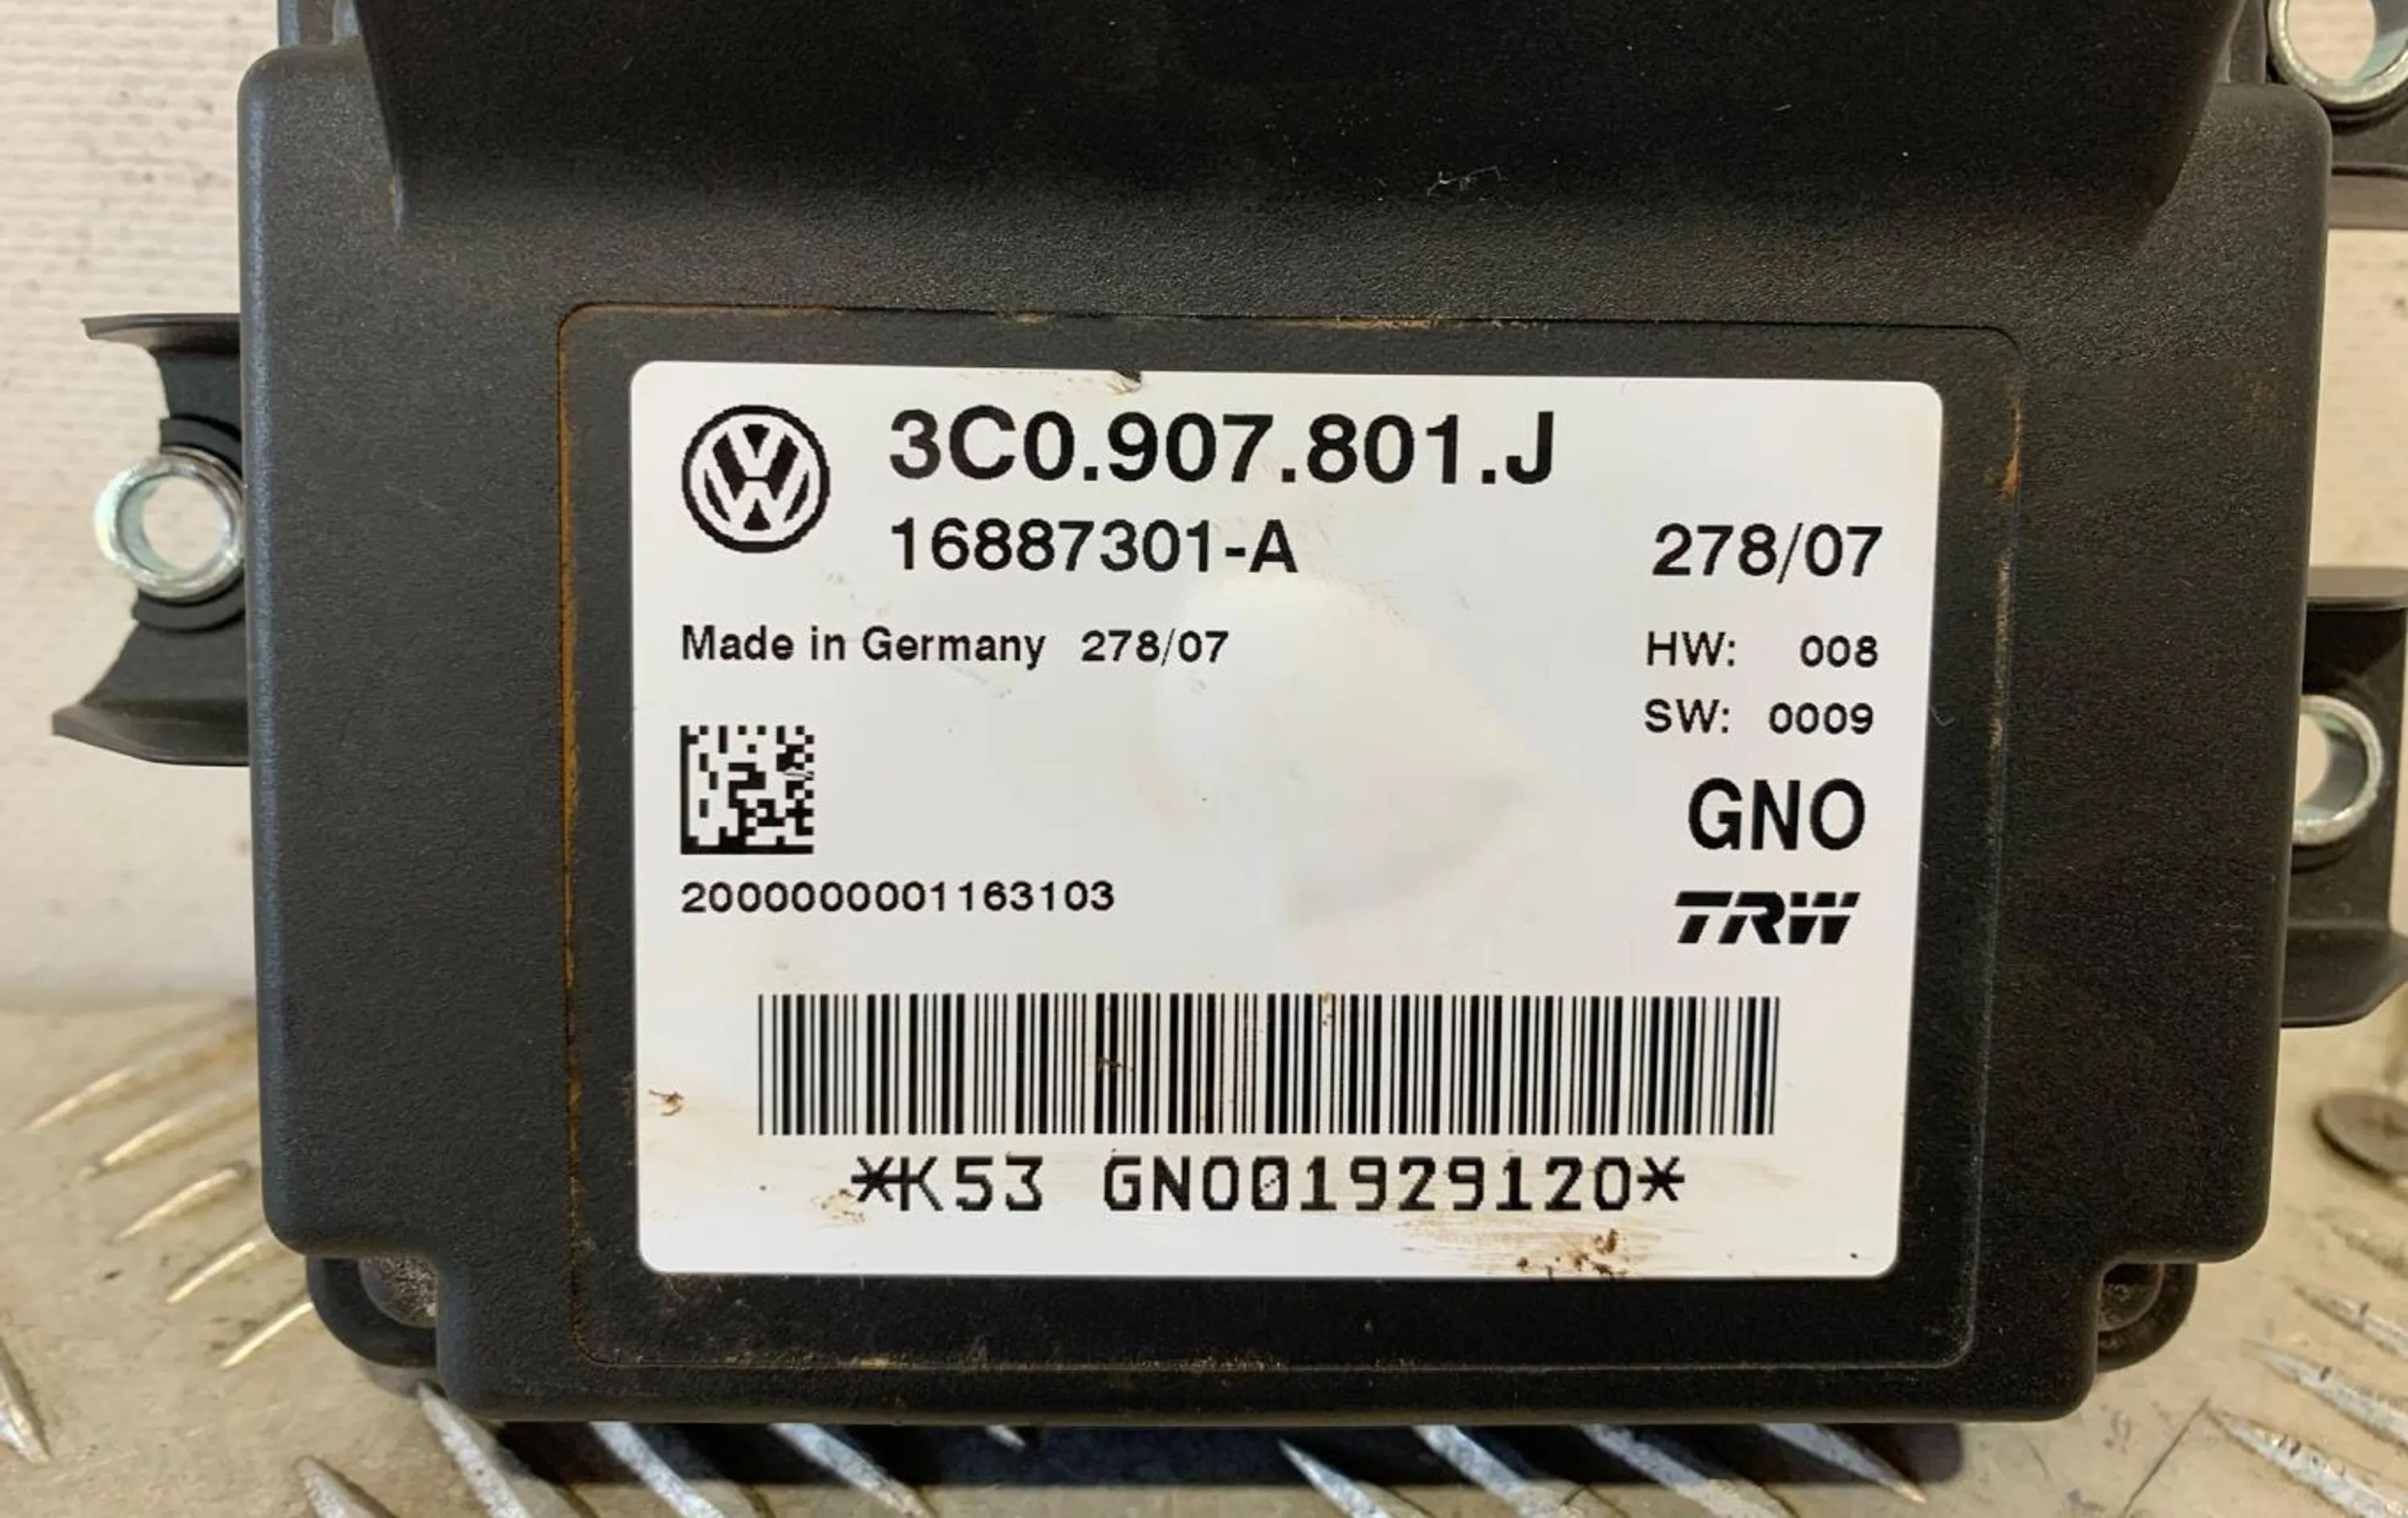 3C0.907.801.J
16887301-A 278/07
Made in Germany 278/07 HW: 008
SW: 0009
GNO
2000000001163103
TRW
*K53 GNO001929120*